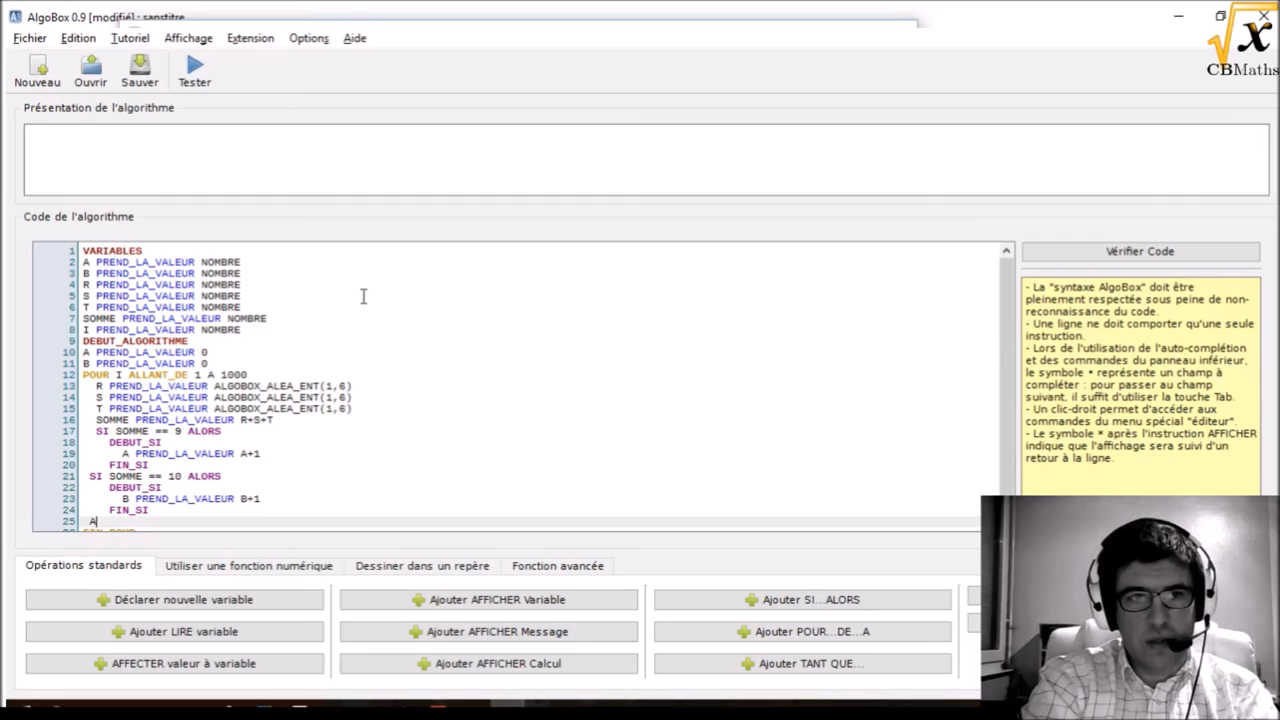 AlgoBox 0.9 [modifié] : sanstitre
Fichier Edition Tutoriel Affichage Extension Options Aide
x
CBMaths
Nouveau Ouvrir Sauver Tester
Présentation de l'algorithme
Code de l'algorithme
1 VARIABLES
2 A PREND_LA_VALEUR NOMBRE
3 B PREND_LA_VALEUR NOMBRE
4 R PREND_LA_VALEUR NOMBRE
5 S PREND_LA_VALEUR NOMBRE
6 T PREND_LA_VALEUR NOMBRE
7 SOMME PREND_LA_VALEUR NOMBRE
8 I PREND_LA_VALEUR NOMBRE
9 DEBUT_ALGORITHME
10 A PREND_LA_VALEUR 0
11 B PREND_LA_VALEUR 0
12 POUR I ALLANT_DE 1 A 1000
13 R PREND_LA_VALEUR ALGOBOX_ALEA_ENT(1,6)
14 S PREND_LA_VALEUR ALGOBOX_ALEA_ENT(1,6)
15 T PREND_LA_VALEUR ALGOBOX_ALEA_ENT(1,6)
16 SOMME PREND_LA_VALEUR R+S+T
17 SI SOMME == 9 ALORS
18 DEBUT_SI
19 A PREND_LA_VALEUR A+1
20 FIN_SI
21 SI SOMME == 10 ALORS
22 DEBUT_SI
23 B PREND_LA_VALEUR B+1
24 FIN_SI
25 A
Vérifier Code
- La "syntaxe AlgoBox" doit être
pleinement respectée sous peine de non-
reconnaissance du code.
- Une ligne ne doit comporter qu'une seule
instruction.
- Lors de l'utilisation de l'auto-complétion
et des commandes du panneau inférieur,
le symbole • représente un champ à
compléter : pour passer au champ
suivant, il suffit d'utiliser la touche Tab.
- Un clic-droit permet d'accéder aux
commandes du menu spécial "éditeur".
- Le symbole * après l'instruction AFFICHER
indique que l'affichage sera suivi d'un
retour à la ligne.
Opérations standards Utiliser une fonction numérique Dessiner dans un repère Fonction avancée
Déclarer nouvelle variable Ajouter AFFICHER Variable Ajouter SI...ALORS
Ajouter LIRE variable Ajouter AFFICHER Message Ajouter POUR...DE...A
AFFECTER valeur à variable Ajouter AFFICHER Calcul Ajouter TANT QUE...